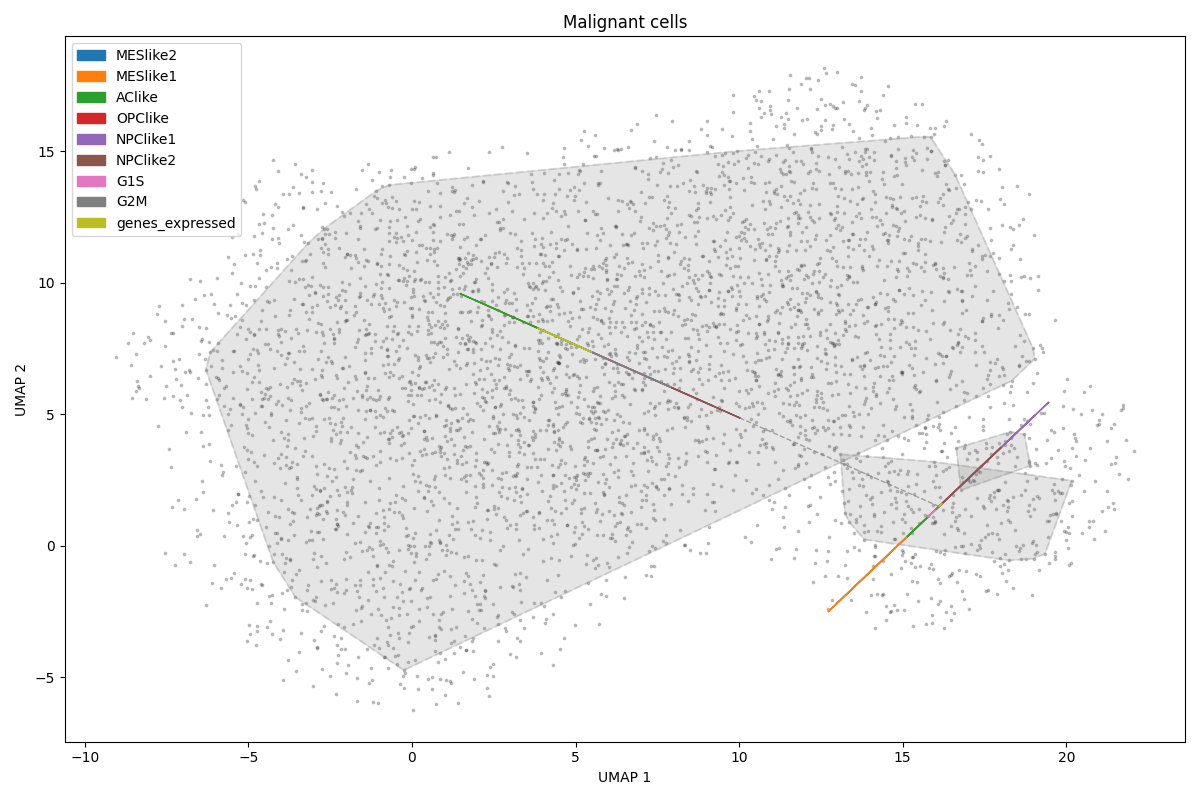 Malignant cells
MESlike2
MESlike1
AClike
OPClike
NPClike1
NPClike2
G1S
G2M
genes_expressed
15
10
5
0
−5
UMAP 2
−10
−5
0
5
10
15
20
UMAP 1